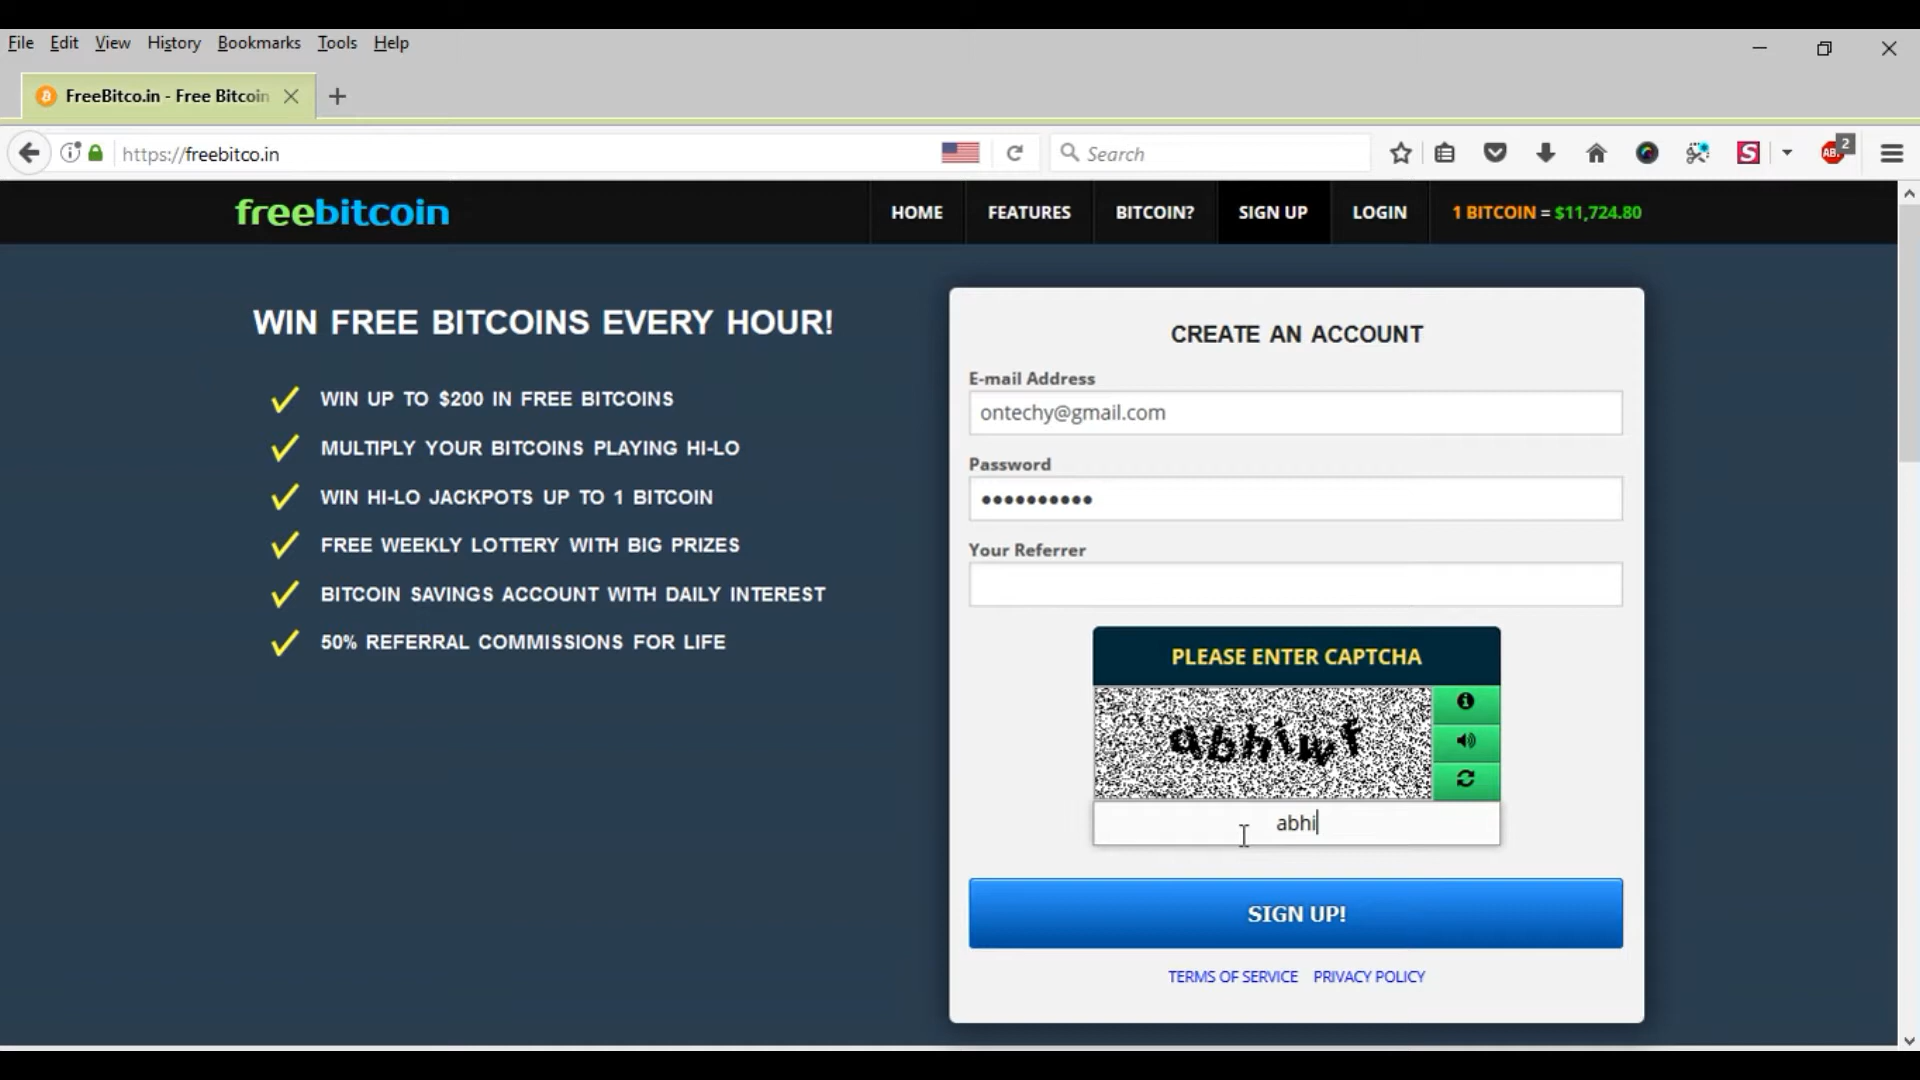 File Edit View History Bookmarks Tools Help
FreeBitco.in - Free Bitcoin
https://freebitco.in
Search
2
freebitcoin
HOME FEATURES BITCOIN? SIGN UP LOGIN 1 BITCOIN = $11,724.80
WIN FREE BITCOINS EVERY HOUR!
WIN UP TO $200 IN FREE BITCOINS
MULTIPLY YOUR BITCOINS PLAYING HI-LO
WIN HI-LO JACKPOTS UP TO 1 BITCOIN
FREE WEEKLY LOTTERY WITH BIG PRIZES
BITCOIN SAVINGS ACCOUNT WITH DAILY INTEREST
50% REFERRAL COMMISSIONS FOR LIFE
CREATE AN ACCOUNT
E-mail Address
ontechy@gmail.com
Password
••••••••••
Your Referrer
PLEASE ENTER CAPTCHA
abhi
SIGN UP!
TERMS OF SERVICE PRIVACY POLICY